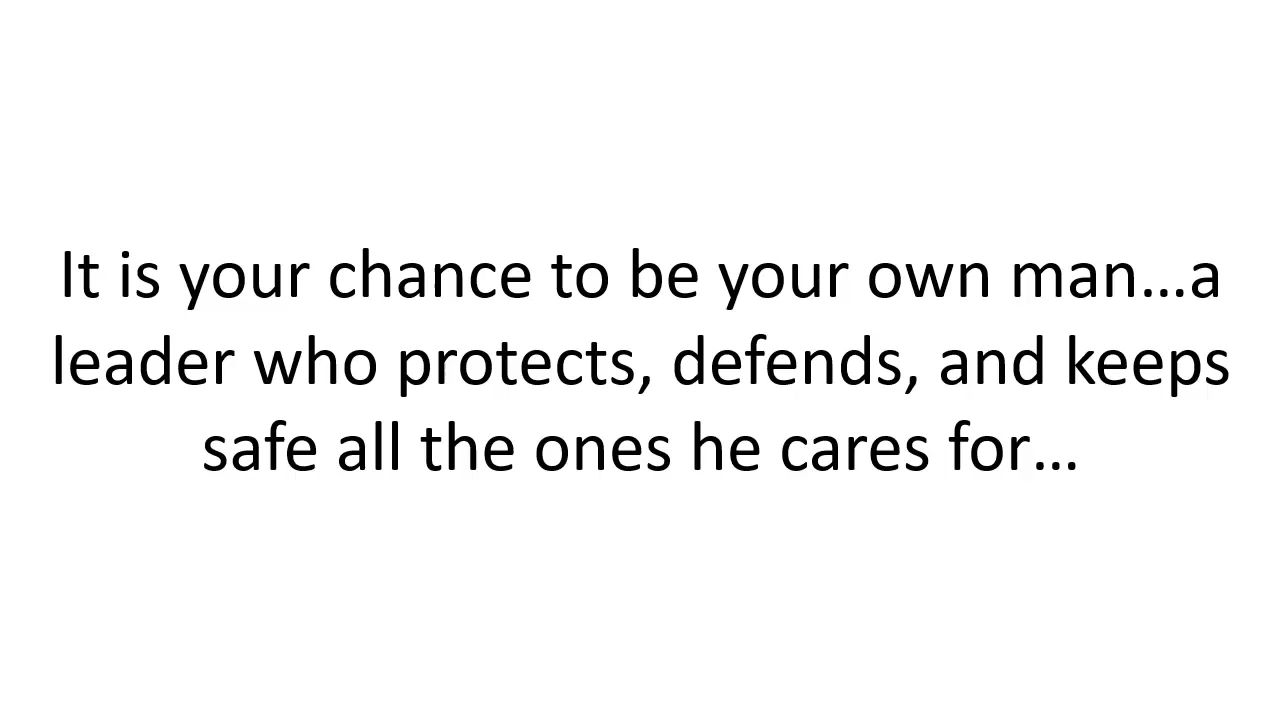 It is your chance to be your own man…a
leader who protects, defends, and keeps
safe all the ones he cares for…